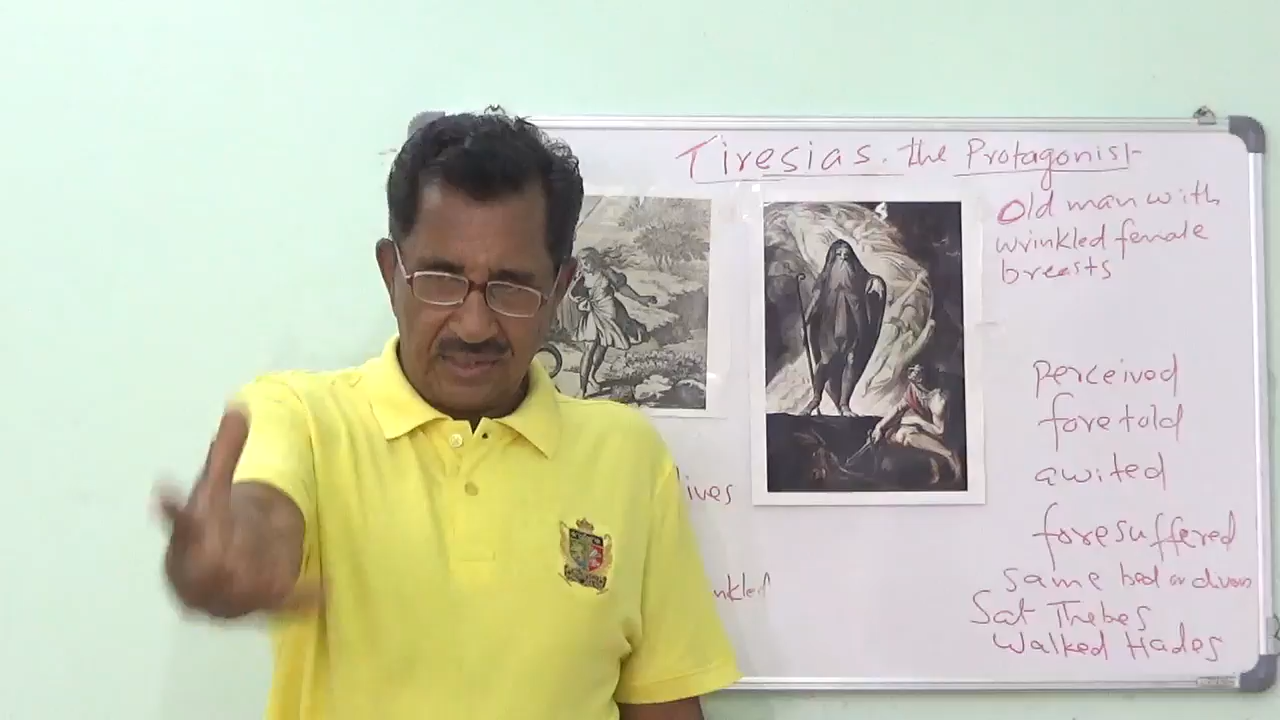 Tiresias. the Protagonist
Old man with
wrinkled female
breasts
perceived
foretold
awited
lives
foresuffered
same bed or divan
nkled
Sat Thebes
Walked Hades